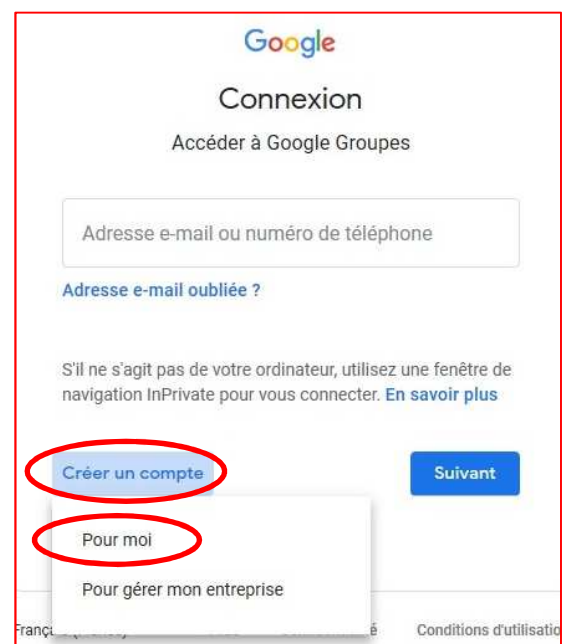 Google
Connexion
Accéder à Google Groupes
Adresse e-mail ou numéro de téléphone
Adresse e-mail oubliée ?
S'il ne s'agit pas de votre ordinateur, utilisez une fenêtre de
navigation InPrivate pour vous connecter. En savoir plus
Créer un compte
Suivant
Pour moi
Pour gérer mon entreprise
Conditions d'utilisatio